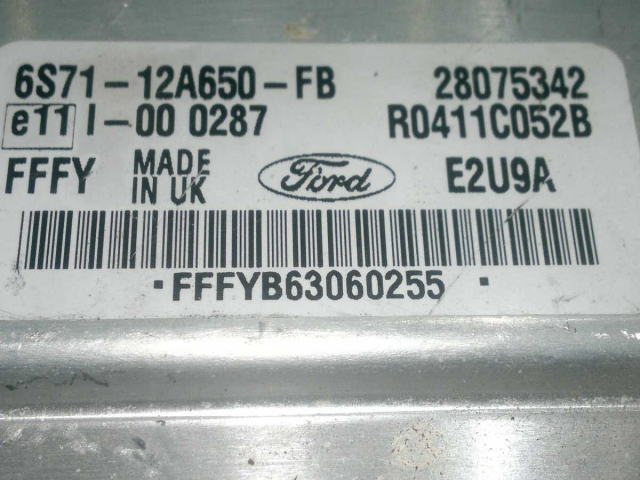 6S71-12A650-FB 28075342
e11 I-00 0287 R0411C052B
FFFY MADE IN UK Ford E2U9A
·FFFYB63060255 ·